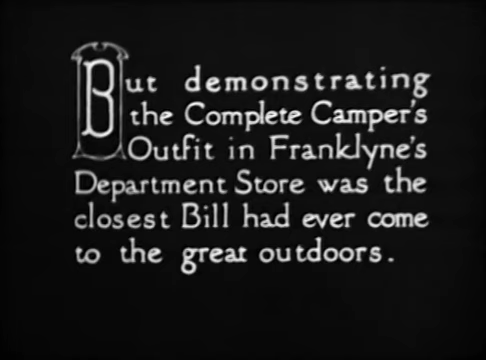 But demonstrating
the Complete Camper's
Outfit in Franklyne's
Department Store was the
closest Bill had ever come
to the great outdoors.